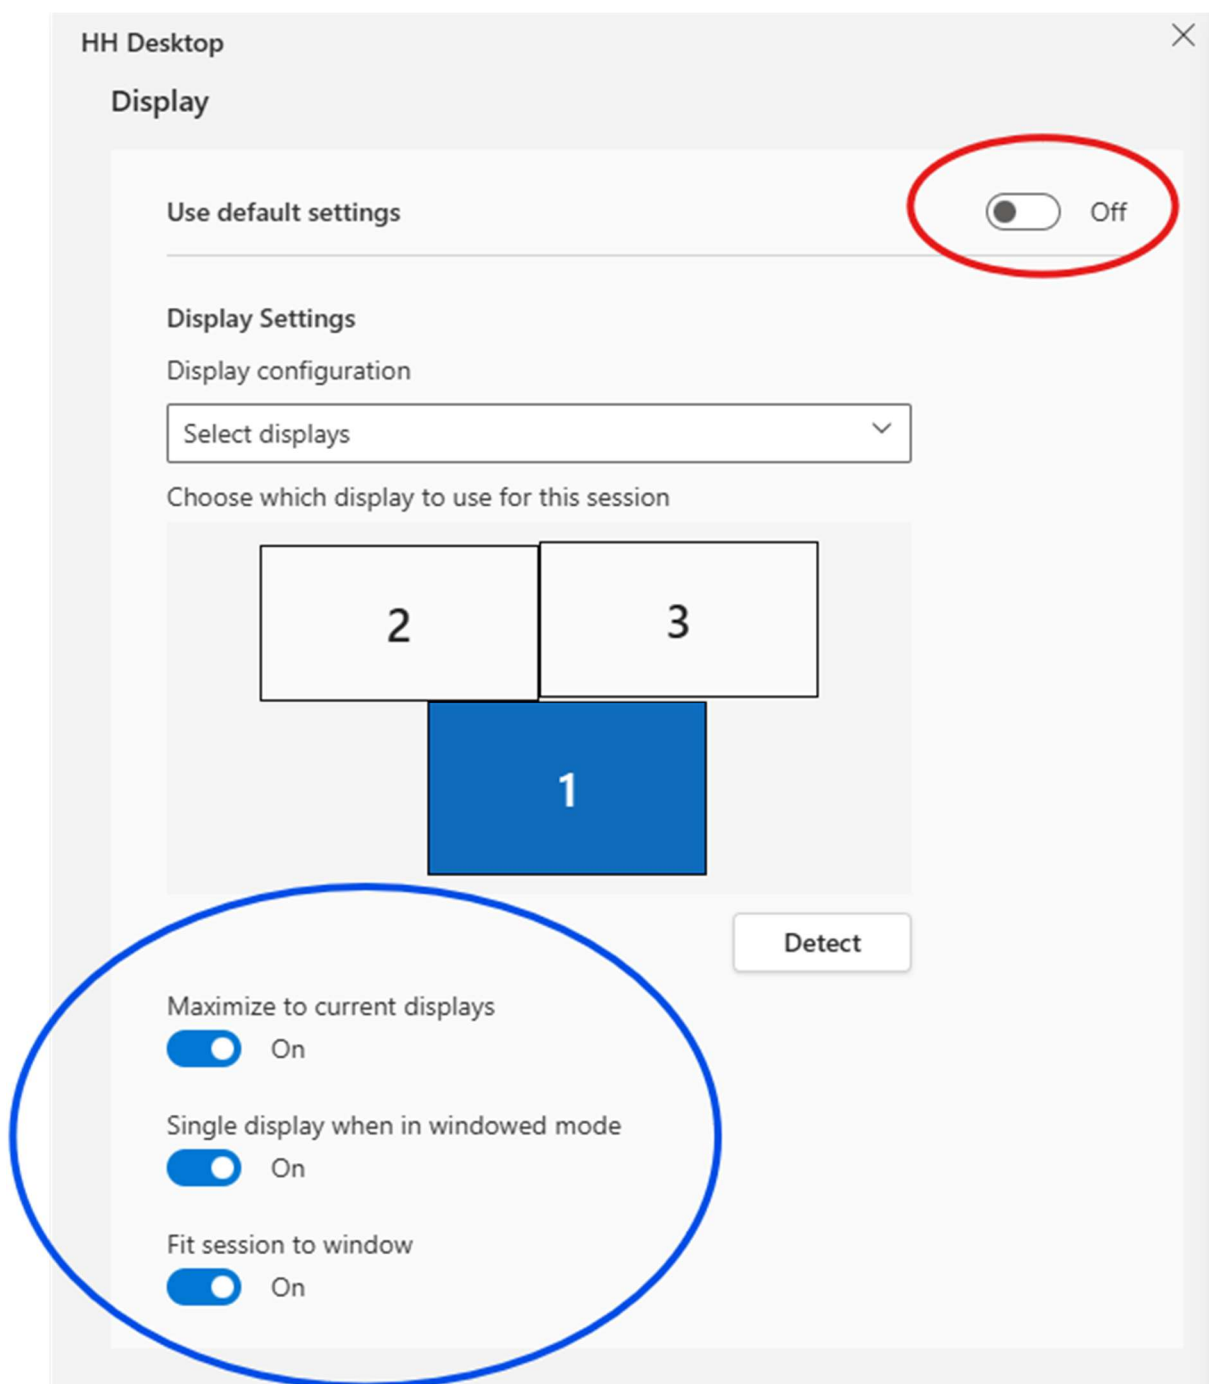 HH Desktop
Display
Use default settings
Off
Display Settings
Display configuration
Select displays
Choose which display to use for this session
2
3
1
Detect
Maximize to current displays
On
Single display when in windowed mode
On
Fit session to window
On